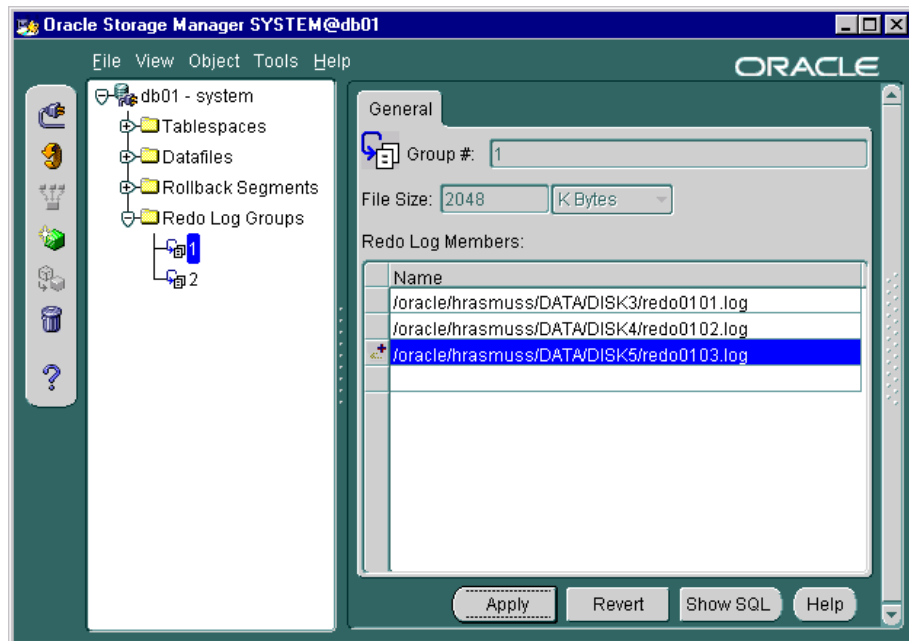 Oracle Storage Manager SYSTEM@db01
File View Object Tools Help
ORACLE
db01 - system
Tablespaces
Datafiles
Rollback Segments
Redo Log Groups
1
2
General
Group #: 1
File Size: 2048 K Bytes
Redo Log Members:
Name
/oracle/hrasmuss/DATA/DISK3/redo0101.log
/oracle/hrasmuss/DATA/DISK4/redo0102.log
/oracle/hrasmuss/DATA/DISK5/redo0103.log
Apply Revert Show SQL Help